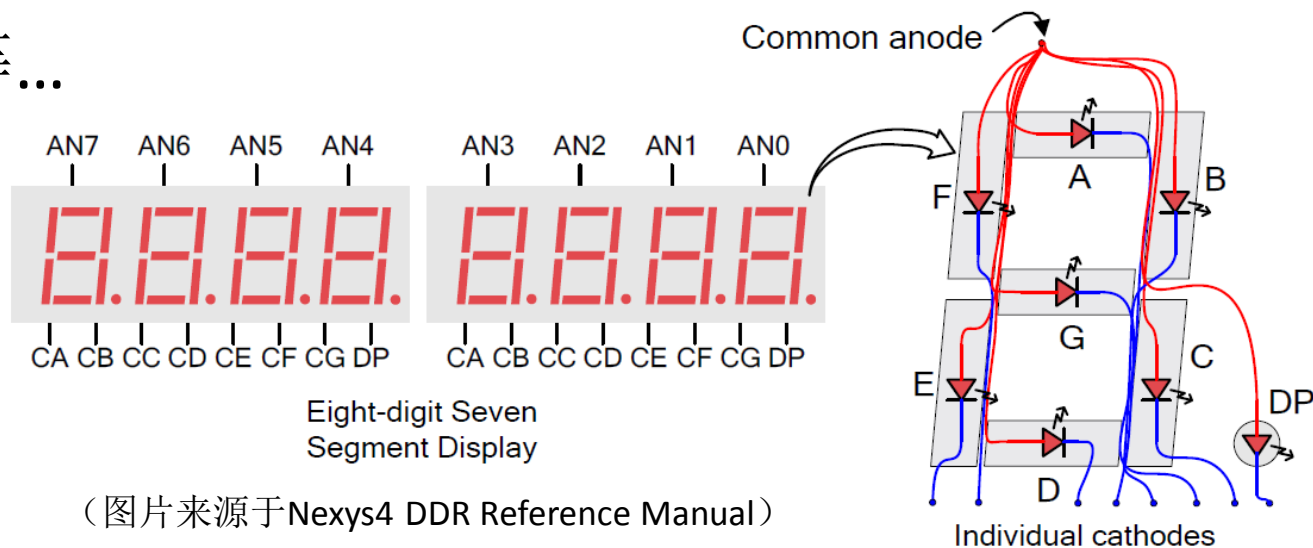 ...
Common anode
AN7 AN6 AN5 AN4 AN3 AN2 AN1 AN0
A
B
F
G
E
C
DP
D
CA CB CC CD CE CF CG DP CA CB CC CD CE CF CG DP
Eight-digit Seven
Segment Display
（图片来源于Nexys4 DDR Reference Manual）
Individual cathodes